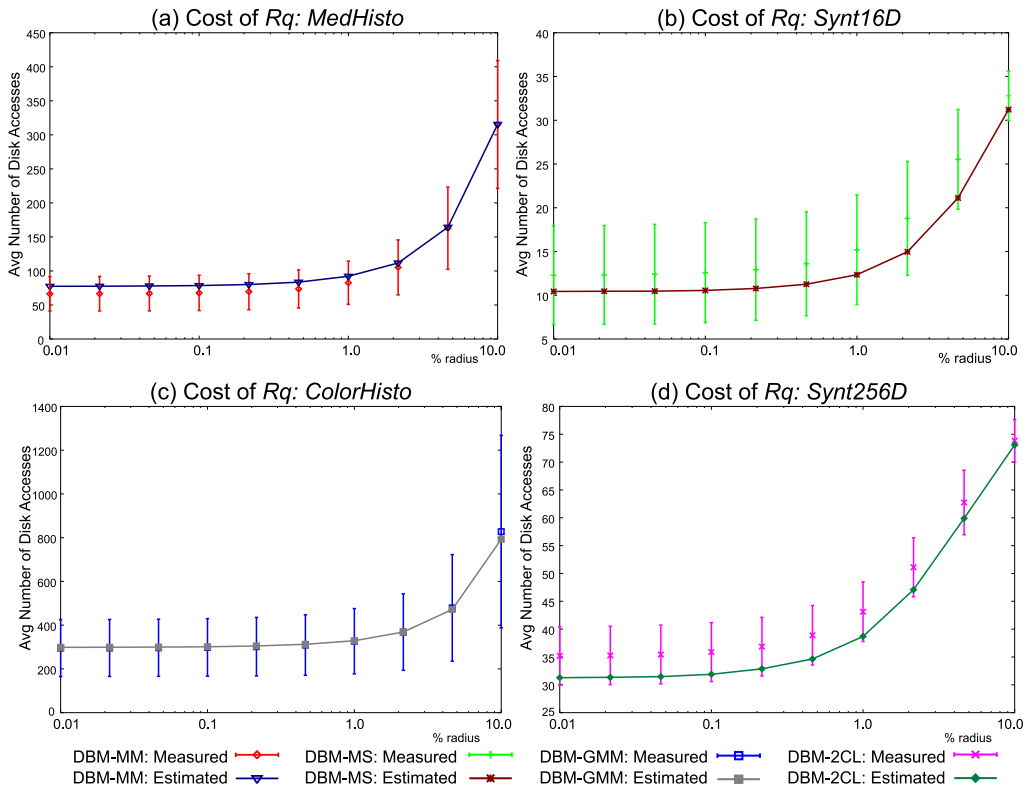 (a) Cost of Rq: MedHisto
Avg Number of Disk Accesses
450
400
350
300
250
200
150
100
50
0
0.01
0.1
1.0
10.0
% radius
(b) Cost of Rq: Synt16D
Avg Number of Disk Accesses
40
35
30
25
20
15
10
5
0.01
0.1
1.0
10.0
% radius
(c) Cost of Rq: ColorHisto
Avg Number of Disk Accesses
1400
1200
1000
800
600
400
200
0
0.01
0.1
1.0
10.0
% radius
(d) Cost of Rq: Synt256D
Avg Number of Disk Accesses
80
75
70
65
60
55
50
45
40
35
30
25
0.01
0.1
1.0
10.0
% radius
DBM-MM: Measured
DBM-MS: Measured
DBM-GMM: Measured
DBM-2CL: Measured
DBM-MM: Estimated
DBM-MS: Estimated
DBM-GMM: Estimated
DBM-2CL: Estimated